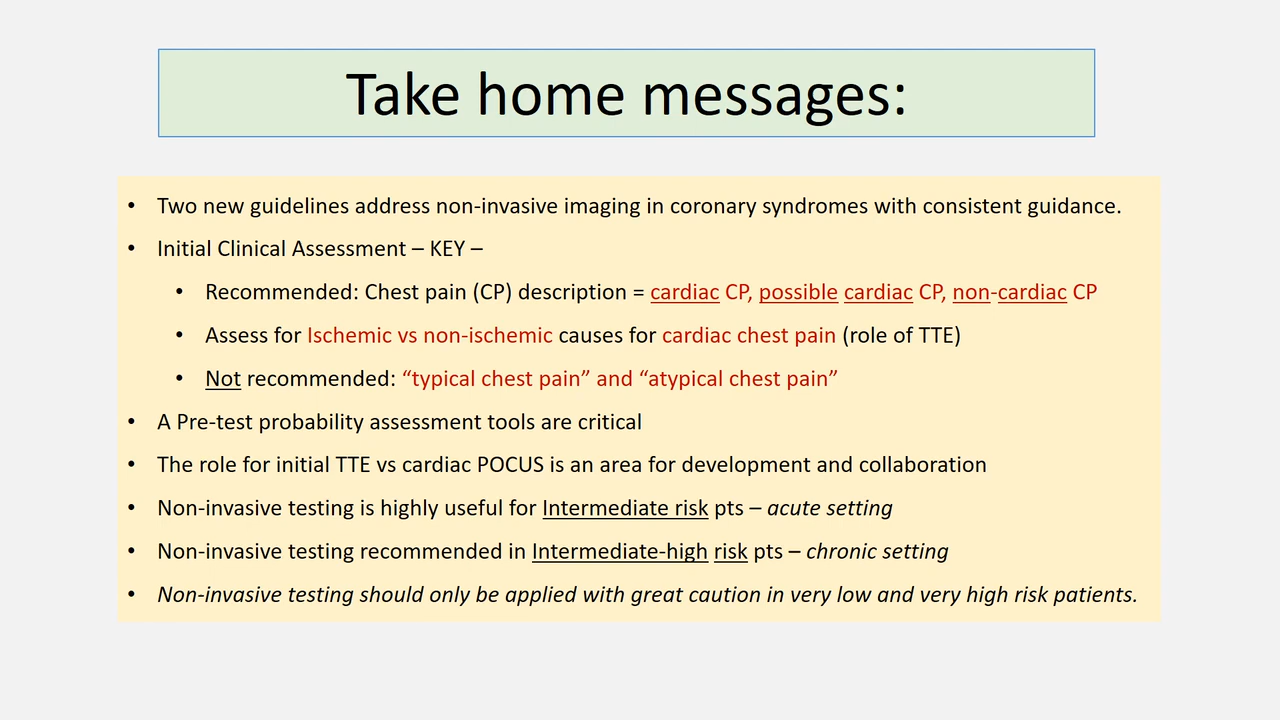 Take home messages:
• Two new guidelines address non-invasive imaging in coronary syndromes with consistent guidance.
• Initial Clinical Assessment – KEY –
• Recommended: Chest pain (CP) description = cardiac CP, possible cardiac CP, non-cardiac CP
• Assess for Ischemic vs non-ischemic causes for cardiac chest pain (role of TTE)
• Not recommended: “typical chest pain” and “atypical chest pain”
• A Pre-test probability assessment tools are critical
• The role for initial TTE vs cardiac POCUS is an area for development and collaboration
• Non-invasive testing is highly useful for Intermediate risk pts – acute setting
• Non-invasive testing recommended in Intermediate-high risk pts – chronic setting
• Non-invasive testing should only be applied with great caution in very low and very high risk patients.